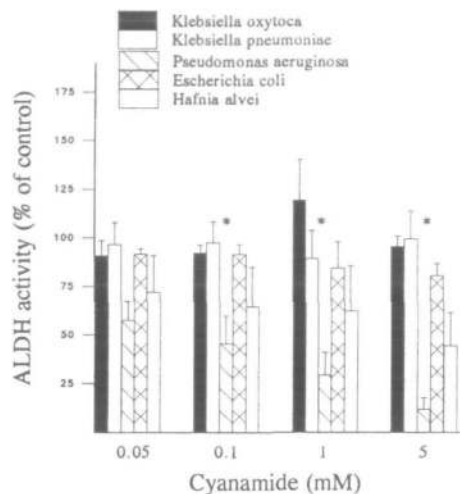 Klebsiella oxytoca
Klebsiella pneumoniae
Pseudomonas aeruginosa
Escherichia coli
Hafnia alvei
ALDH activity (% of control)
175
150
125
100
75
50
25
*
*
*
0.05
0.1
1
5
Cyanamide (mM)